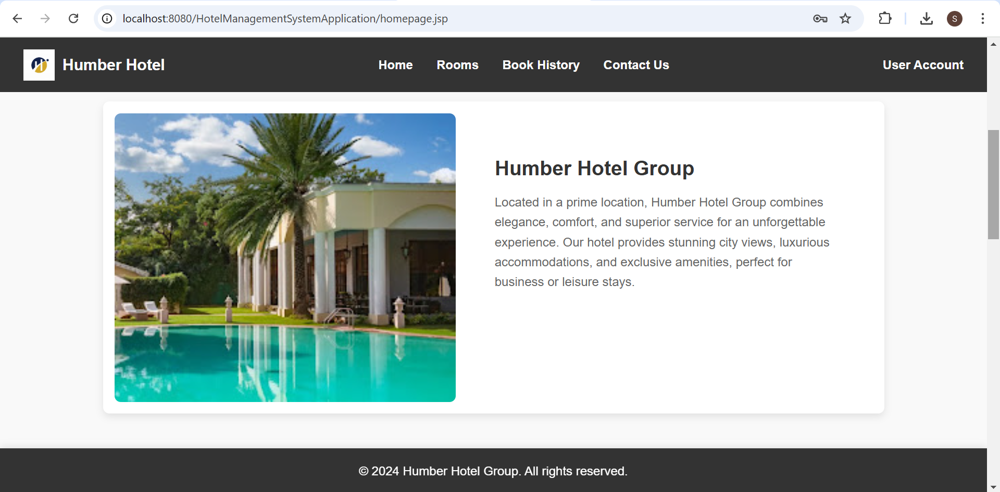 localhost:8080/HotelManagementSystemApplication/homepage.jsp
S
H
Humber Hotel
Home
Rooms
Book History
Contact Us
User Account
Humber Hotel Group
Located in a prime location, Humber Hotel Group combines
elegance, comfort, and superior service for an unforgettable
experience. Our hotel provides stunning city views, luxurious
accommodations, and exclusive amenities, perfect for
business or leisure stays.
© 2024 Humber Hotel Group. All rights reserved.